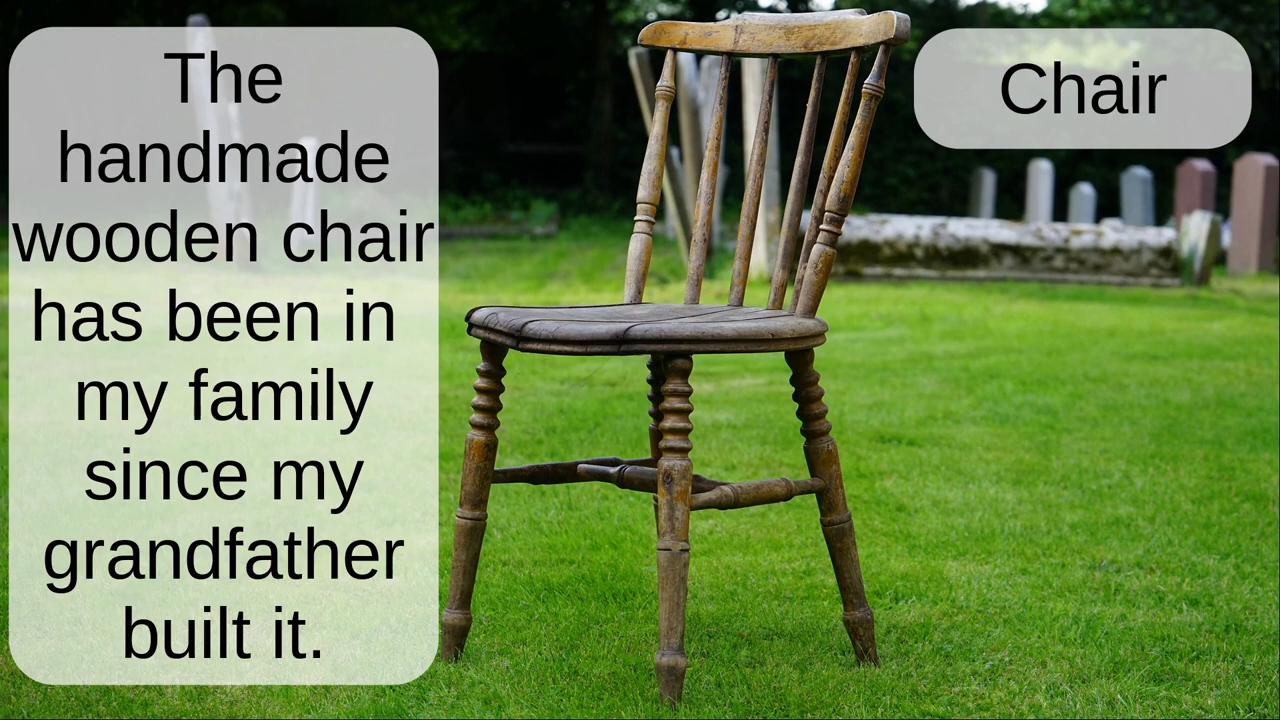 The
handmade
wooden chair
has been in
my family
since my
grandfather
built it.
Chair